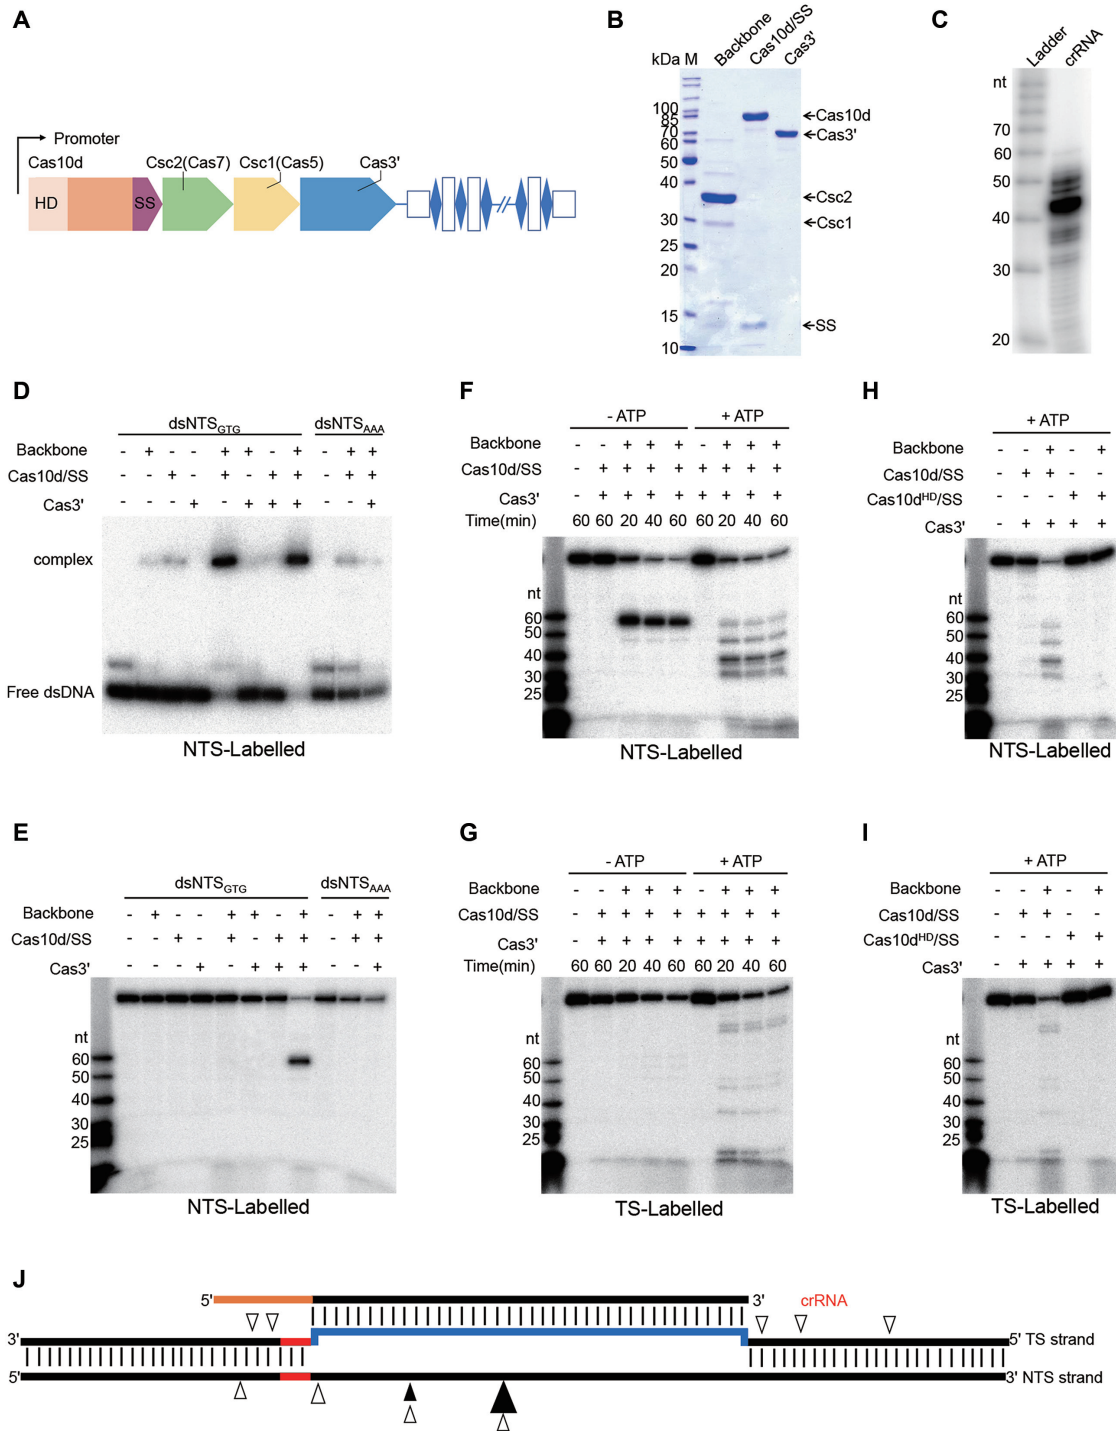 A
Promoter
Cas10d
Csc2(Cas7)
Csc1(Cas5)
Cas3'
HD
SS
B
kDa M
Backbone
Cas10d/SS
Cas3'
100
85
70
60
50
40
30
25
20
15
10
Cas10d
Cas3'
Csc2
Csc1
SS
C
Ladder
crRNA
nt
70
60
50
40
30
20
D
dsNTSGTG dsNTSAAA
Backbone - + - - + + - + - + +
Cas10d/SS - - + - + - + + - + +
Cas3' - - - + - + + + - - +
complex
Free dsDNA
NTS-Labelled
E
dsNTSGTG dsNTSAAA
Backbone - + - - + + - + - + +
Cas10d/SS - - + - + - + + - + +
Cas3' - - - + - + + + - - +
nt
60
50
40
30
25
NTS-Labelled
F
- ATP + ATP
Backbone - - + + + - + + +
Cas10d/SS - + + + + + + + +
Cas3' - + + + + + + + +
Time(min) 60 60 20 40 60 60 20 40 60
nt
60
50
40
30
25
NTS-Labelled
G
- ATP + ATP
Backbone - - + + + - + + +
Cas10d/SS - + + + + + + + +
Cas3' - + + + + + + + +
Time(min) 60 60 20 40 60 60 20 40 60
nt
60
50
40
30
25
TS-Labelled
H
+ ATP
Backbone - - + - +
Cas10d/SS - + + - -
Cas10dHD/SS - - - + +
Cas3' - + + + +
nt
60
50
40
30
25
NTS-Labelled
I
+ ATP
Backbone - - + - +
Cas10d/SS - + + - -
Cas10dHD/SS - - - + +
Cas3' - + + + +
nt
60
50
40
30
25
TS-Labelled
J
5' 3' crRNA
3' 5' TS strand
5' 3' NTS strand